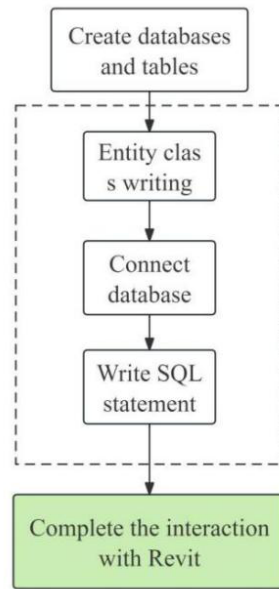 Create databases
and tables
Entity clas
s writing
Connect
database
Write SQL
statement
Complete the interaction
with Revit